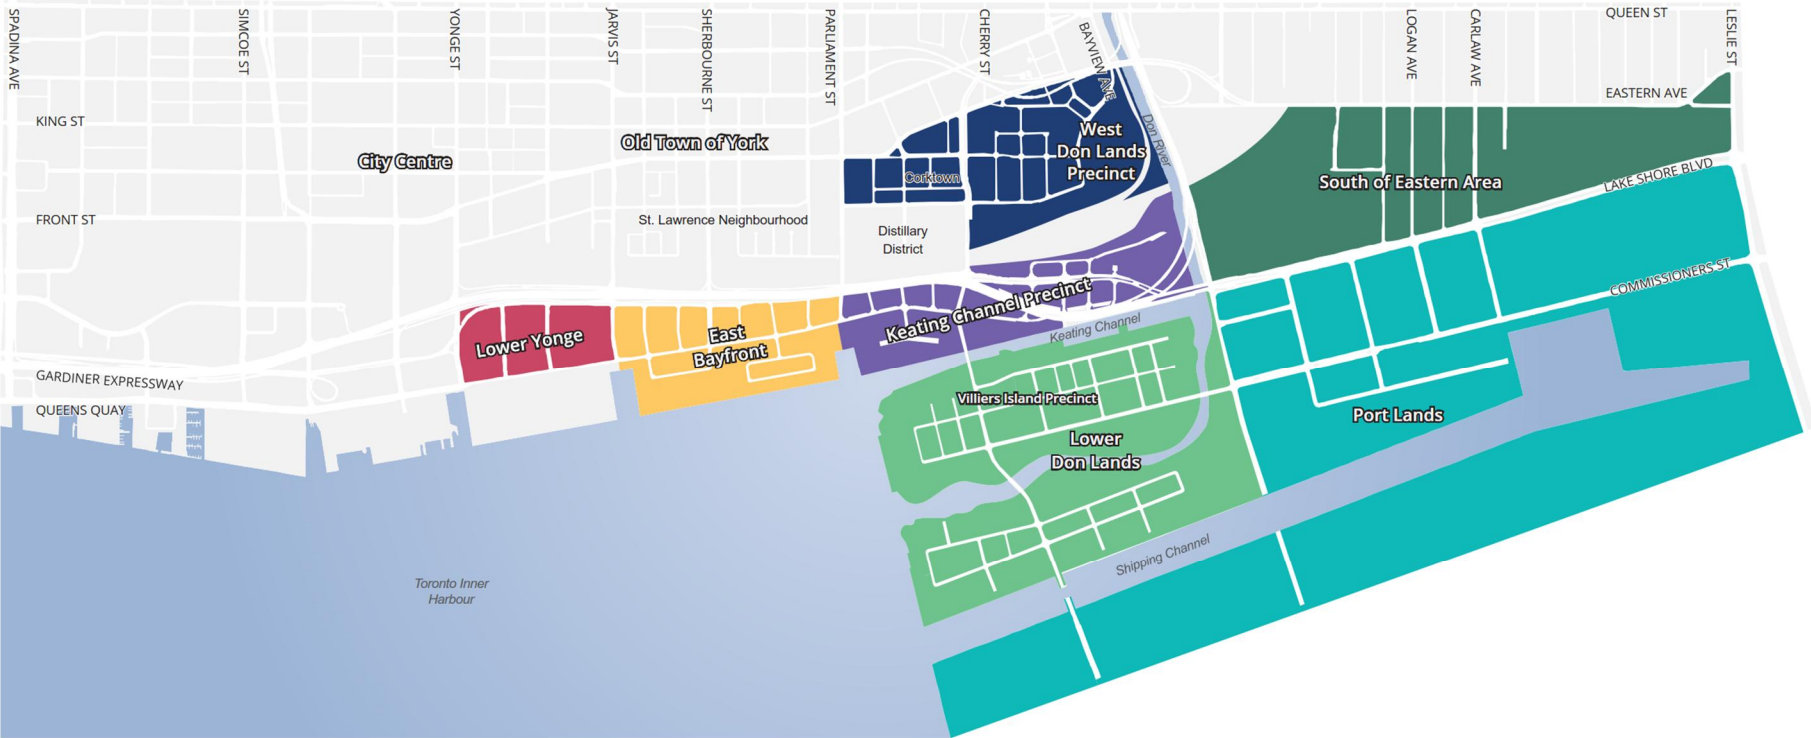 SPADINA AVE
SIMCOE ST
YONGE ST
JARVIS ST
SHERBOURNE ST
PARLIAMENT ST
CHERRY ST
BAYVIEW AVE
LOGAN AVE
CARLAW AVE
QUEEN ST
LESLIE ST
EASTERN AVE
KING ST
City Centre
Old Town of York
Corktown
West
Don Lands
Precinct
Don River
South of Eastern Area
LAKE SHORE BLVD
FRONT ST
St. Lawrence Neighbourhood
Distillary
District
COMMISSIONERS ST
Lower Yonge
East
Bayfront
Keating Channel Precinct
Keating Channel
GARDINER EXPRESSWAY
QUEENS QUAY
Villiers Island Precinct
Lower
Don Lands
Port Lands
Shipping Channel
Toronto Inner
Harbour